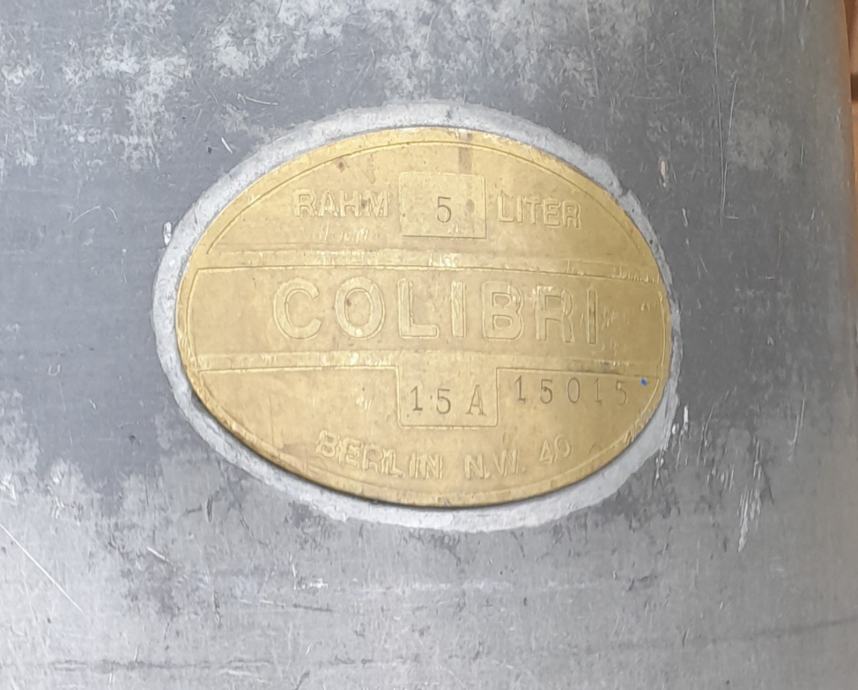 RAHM 5 LITER
COLIBRI
15A 15015
BERLIN N.W. 40